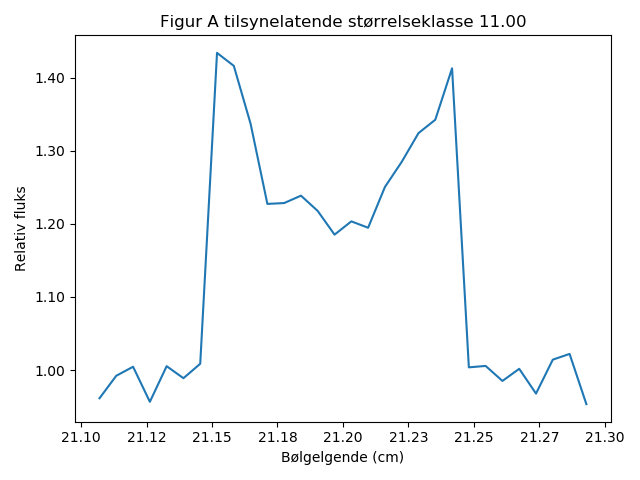 Figur A tilsynelatende størrelseklasse 11.00
1.40
1.30
1.20
1.10
1.00
Relativ fluks
21.10 21.12 21.15 21.18 21.20 21.23 21.25 21.27 21.30
Bølgelgende (cm)